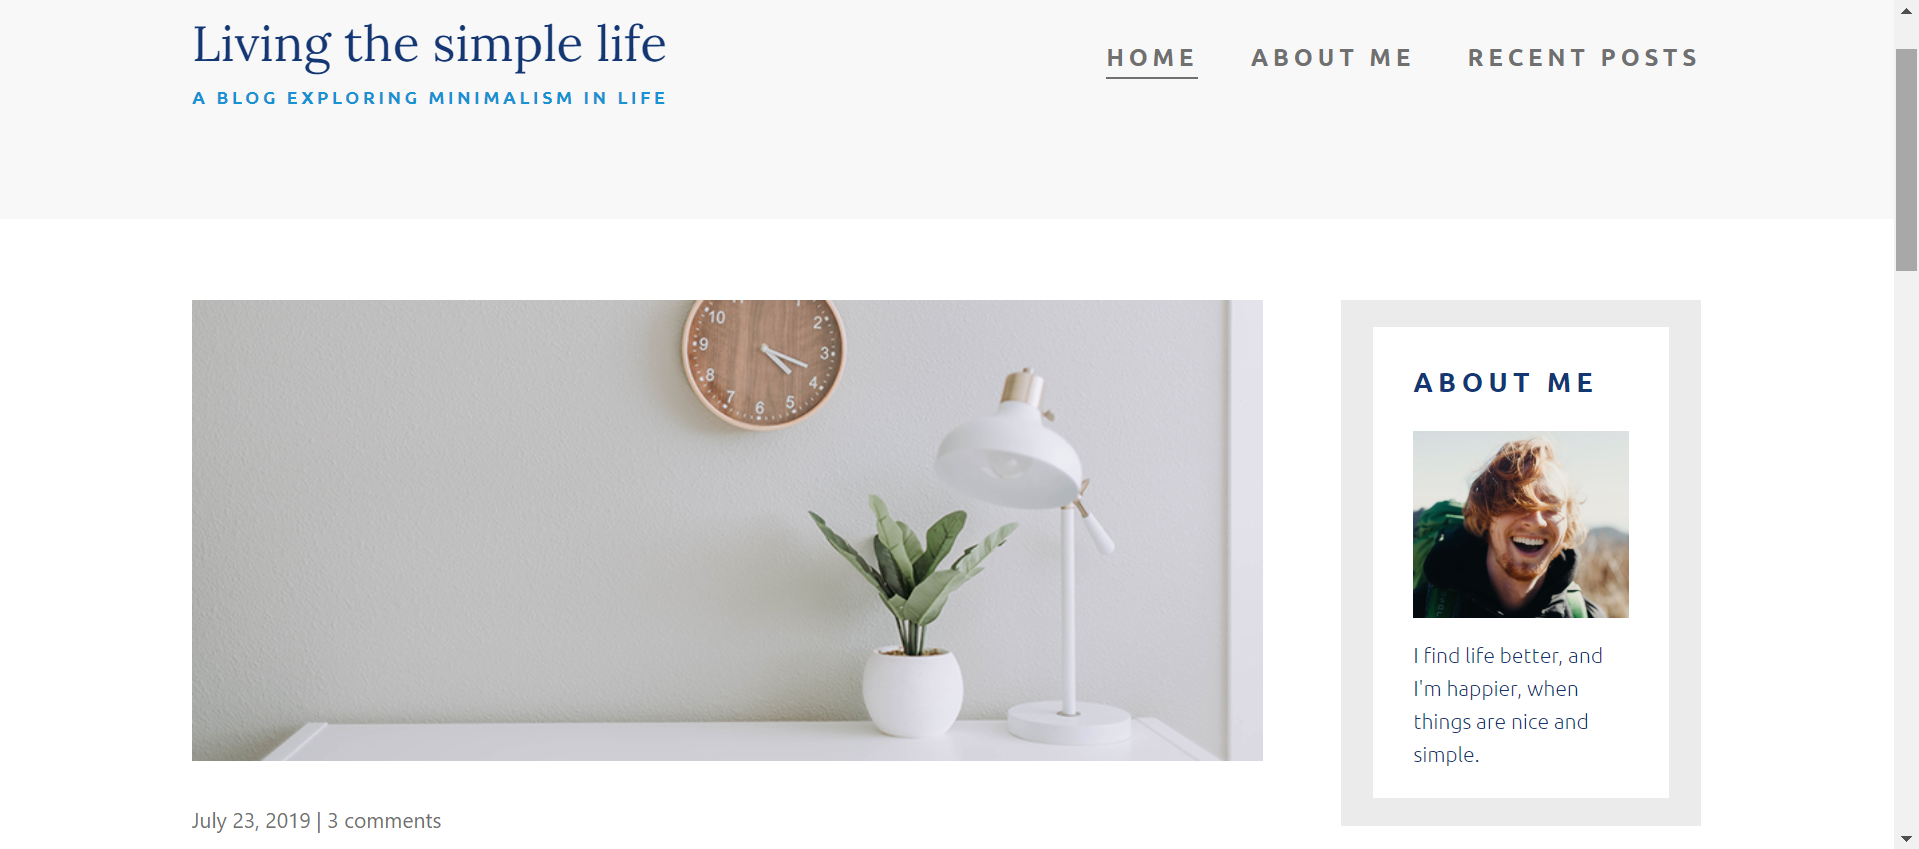 Living the simple life
A BLOG EXPLORING MINIMALISM IN LIFE
HOME ABOUT ME RECENT POSTS
10
2
9
3
8
4
7
5
6
ABOUT ME
I find life better, and
I'm happier, when
things are nice and
simple.
July 23, 2019 | 3 comments